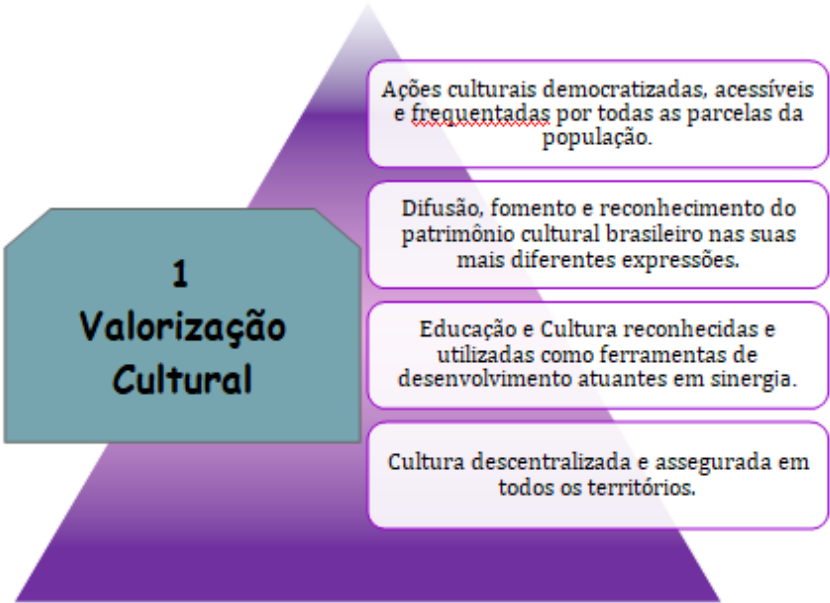 1
Valorização
Cultural
Ações culturais democratizadas, acessíveis
e frequentadas por todas as parcelas da
população.
Difusão, fomento e reconhecimento do
patrimônio cultural brasileiro nas suas
mais diferentes expressões.
Educação e Cultura reconhecidas e
utilizadas como ferramentas de
desenvolvimento atuantes em sinergia.
Cultura descentralizada e assegurada em
todos os territórios.